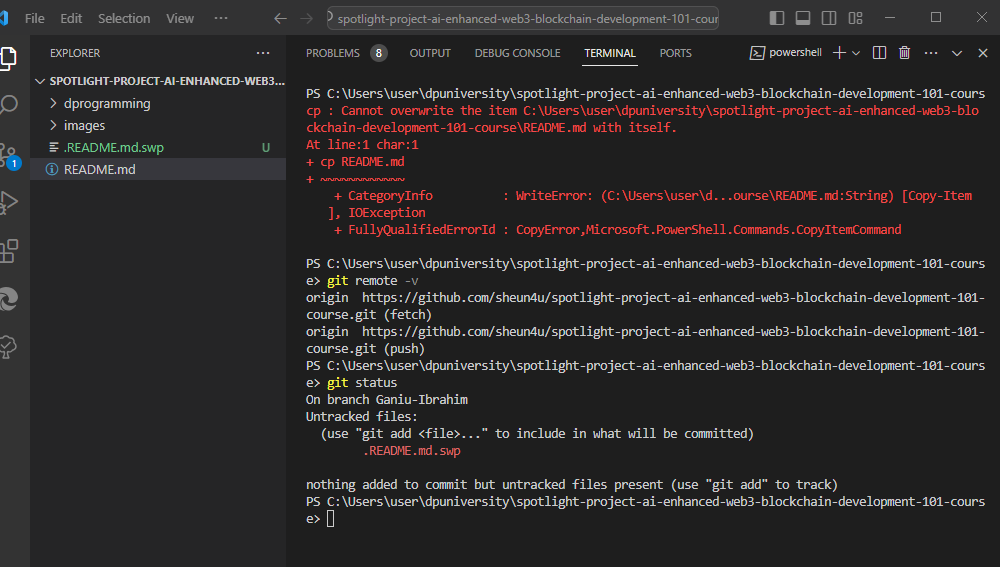 File Edit Selection View ··· spotlight-project-ai-enhanced-web3-blockchain-development-101-cour
EXPLORER ···
SPOTLIGHT-PROJECT-AI-ENHANCED-WEB3...
dprogramming
images
.README.md.swp U
README.md
1
PROBLEMS 8 OUTPUT DEBUG CONSOLE TERMINAL PORTS powershell
PS C:\Users\user\dpuniversity\spotlight-project-ai-enhanced-web3-blockchain-development-101-cours
cp : Cannot overwrite the item C:\Users\user\dpuniversity\spotlight-project-ai-enhanced-web3-blo
ckchain-development-101-course\README.md with itself.
At line:1 char:1
+ cp README.md
+ ~~~~~~~~~~~~
+ CategoryInfo : WriteError: (C:\Users\user\d...ourse\README.md:String) [Copy-Item
], IOException
+ FullyQualifiedErrorId : CopyError,Microsoft.PowerShell.Commands.CopyItemCommand
PS C:\Users\user\dpuniversity\spotlight-project-ai-enhanced-web3-blockchain-development-101-cours
e> git remote -v
origin https://github.com/sheun4u/spotlight-project-ai-enhanced-web3-blockchain-development-101-
course.git (fetch)
origin https://github.com/sheun4u/spotlight-project-ai-enhanced-web3-blockchain-development-101-
course.git (push)
PS C:\Users\user\dpuniversity\spotlight-project-ai-enhanced-web3-blockchain-development-101-cours
e> git status
On branch Ganiu-Ibrahim
Untracked files:
(use "git add <file>..." to include in what will be committed)
.README.md.swp
nothing added to commit but untracked files present (use "git add" to track)
PS C:\Users\user\dpuniversity\spotlight-project-ai-enhanced-web3-blockchain-development-101-cours
e>